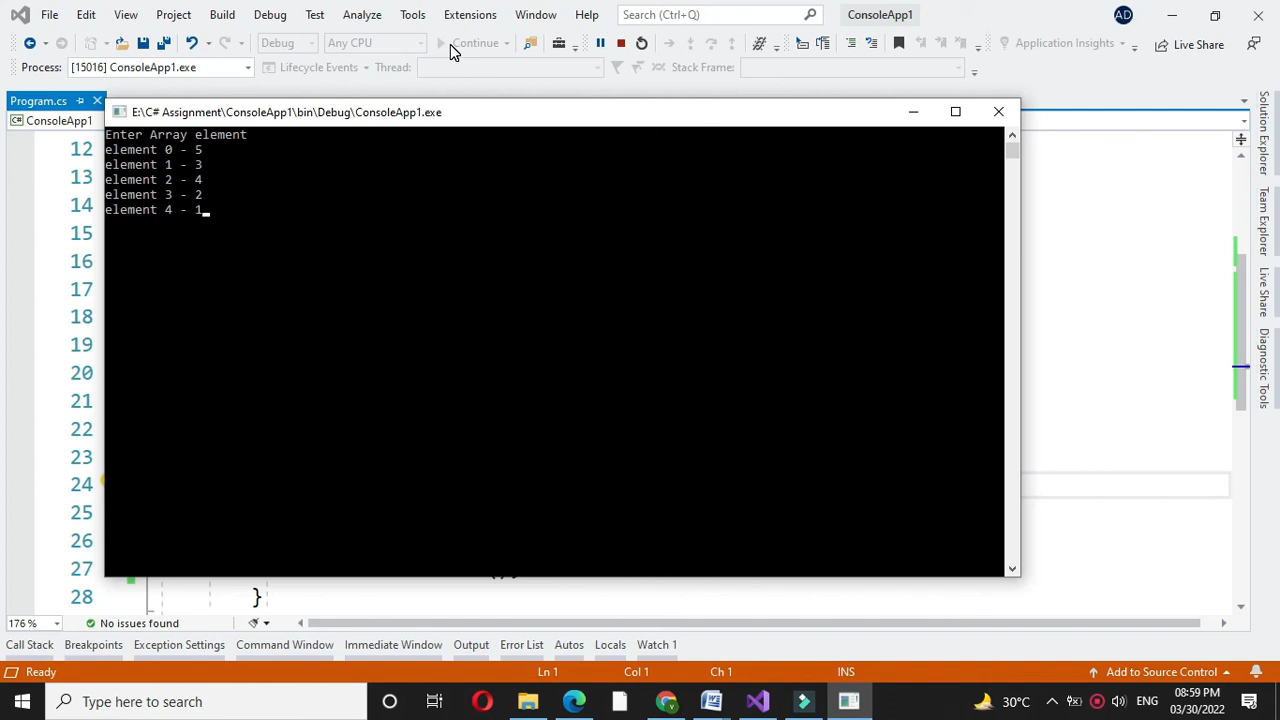 File Edit View Project Build Debug Test Analyze Tools Extensions Window Help Search (Ctrl+Q) ConsoleApp1 AD
Debug Any CPU Continue Application Insights Live Share
Process: [15016] ConsoleApp1.exe Lifecycle Events Thread: Stack Frame:
Program.cs
C# ConsoleApp1
E:\C# Assignment\ConsoleApp1\bin\Debug\ConsoleApp1.exe
Enter Array element
element 0 - 5
element 1 - 3
element 2 - 4
element 3 - 2
element 4 - 1
12
13
14
15
16
17
18
19
20
21
22
23
24
25
26
27
28 }
Solution Explorer
Team Explorer
Live Share
Diagnostic Tools
176 % No issues found
Call Stack Breakpoints Exception Settings Command Window Immediate Window Output Error List Autos Locals Watch 1
Ready Ln 1 Col 1 Ch 1 INS Add to Source Control
Type here to search 30°C ENG 08:59 PM
03/30/2022